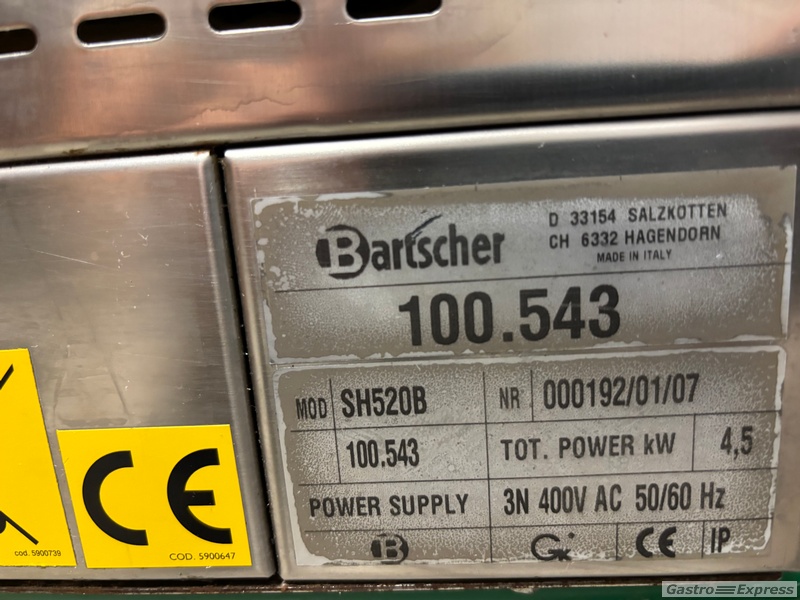 Bartscher
D 33154 SALZKOTTEN
CH 6332 HAGENDORN
MADE IN ITALY
100.543
MOD SH520B NR 000192/01/07
100.543 TOT. POWER kW 4,5
POWER SUPPLY 3N 400V AC 50/60 Hz
B CE IP
cod. 5900739
CE
COD. 5900647
Gastro Express